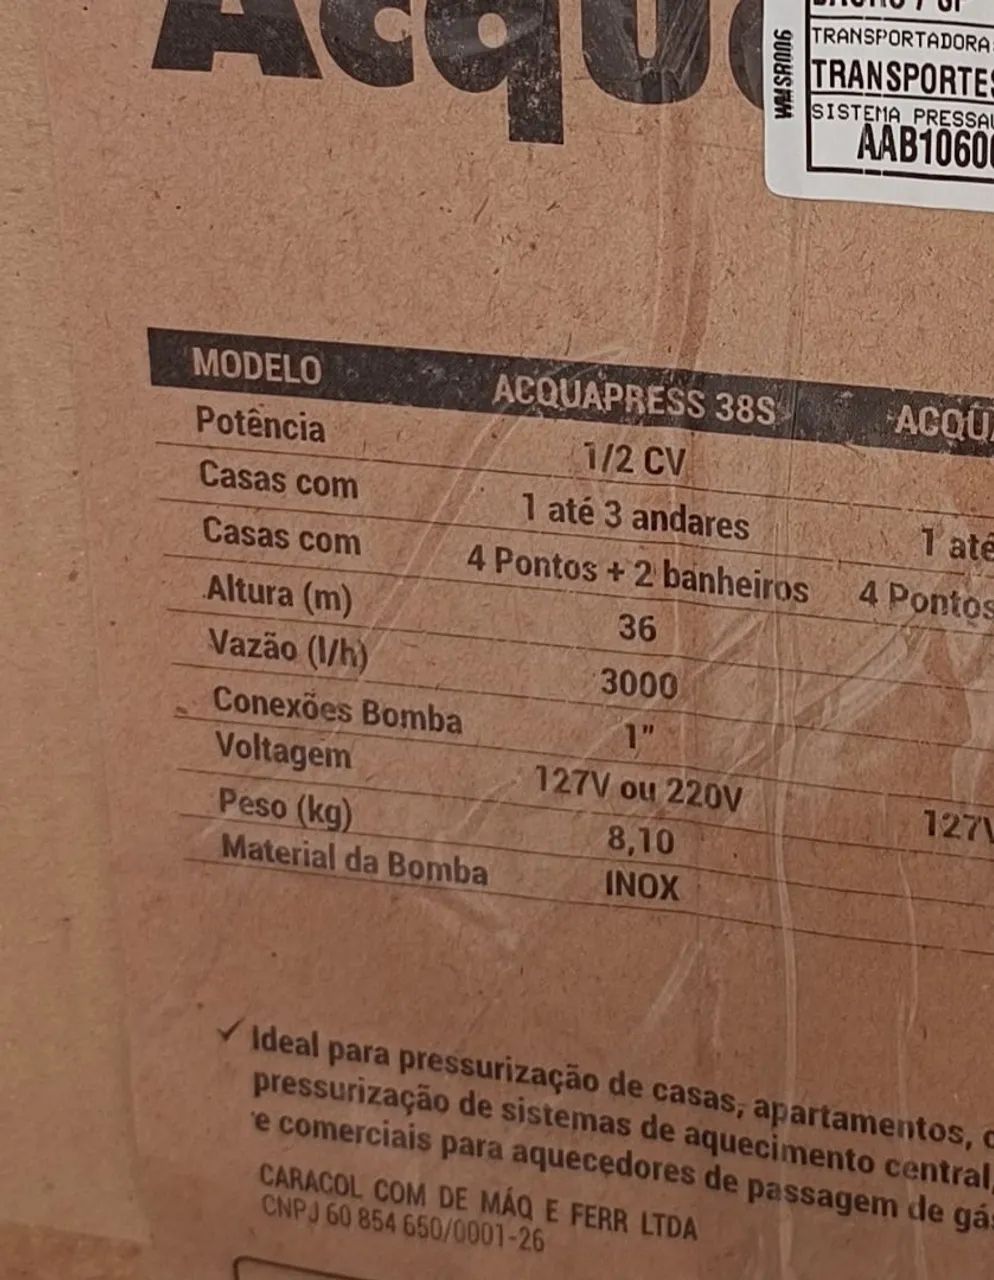 Acqu
WMSR006
TRANSPORTADORA:
TRANSPORTES
SISTEMA PRESSAU
AAB1060
MODELO ACQUAPRESS 38S ACQUA
Potência 1/2 CV
Casas com 1 até 3 andares 1 até
Casas com 4 Pontos + 2 banheiros 4 Pontos
Altura (m) 36
Vazão (l/h) 3000
Conexões Bomba 1"
Voltagem 127V ou 220V 127V
Peso (kg) 8,10
Material da Bomba INOX
✓ Ideal para pressurização de casas, apartamentos,
pressurização de sistemas de aquecimento central,
e comerciais para aquecedores de passagem de gás
CARACOL COM DE MÁQ E FERR LTDA
CNPJ 60 854 650/0001-26